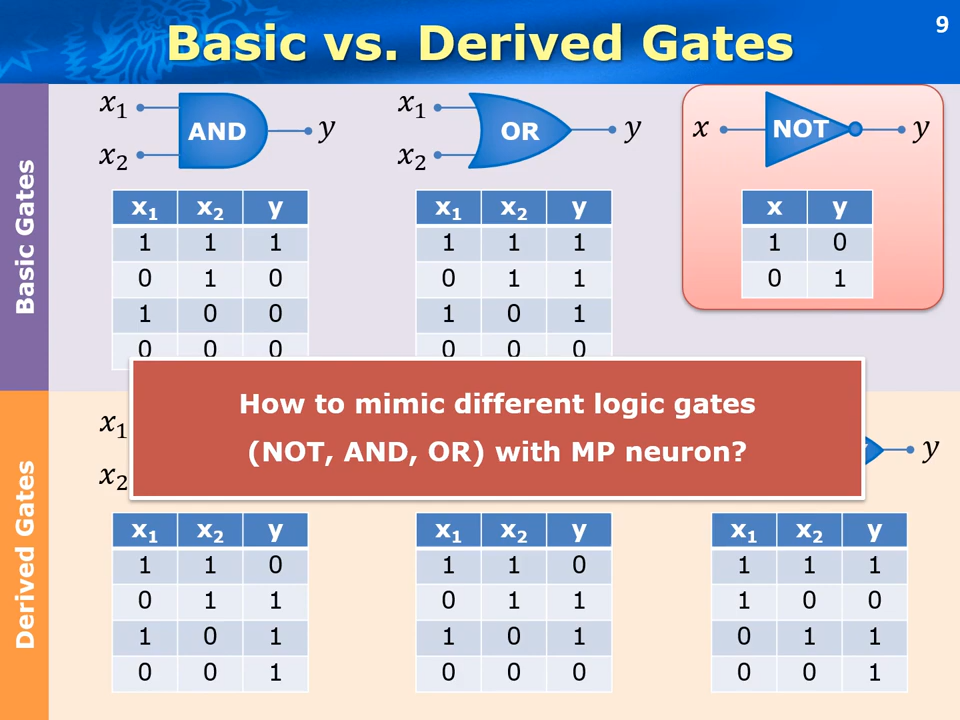 Basic vs. Derived Gates
9
Basic Gates
x₁
x₂
AND
y
x₁
x₂
OR
y
x
NOT
y
x₁ x₂ y
1 1 1
0 1 0
1 0 0
0 0 0
x₁ x₂ y
1 1 1
0 1 1
1 0 1
0 0 0
x y
1 0
0 1
How to mimic different logic gates
(NOT, AND, OR) with MP neuron?
Derived Gates
x₁
x₂
y
x₁ x₂ y
1 1 0
0 1 1
1 0 1
0 0 1
x₁ x₂ y
1 1 0
0 1 1
1 0 1
0 0 0
x₁ x₂ y
1 1 1
1 0 0
0 1 1
0 0 1